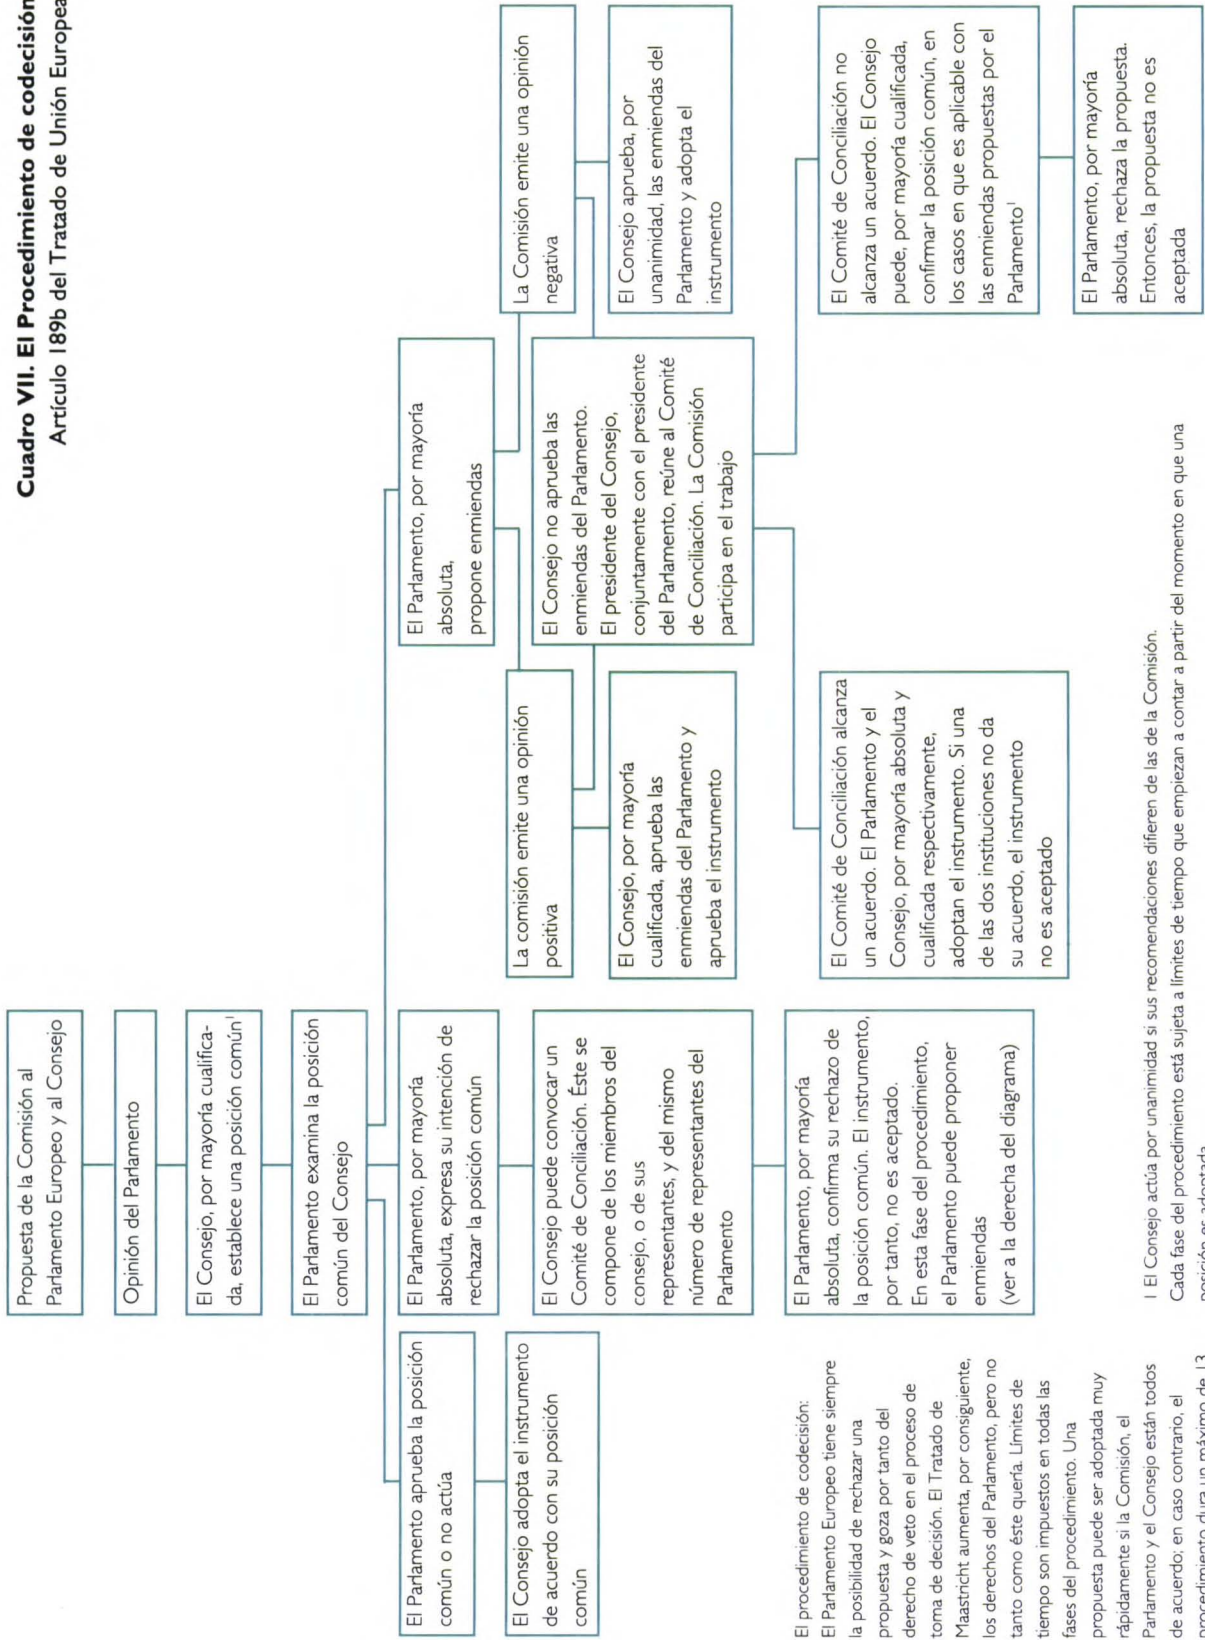 Cuadro VII. El Procedimiento de codecisión
Artículo 189b del Tratado de Unión Europea
Propuesta de la Comisión al
Parlamento Europeo y al Consejo
Opinión del Parlamento
El Consejo, por mayoría cualifica-
da, establece una posición común¹
El Parlamento examina la posición
común del Consejo
El Parlamento aprueba la posición
común o no actúa
El Consejo adopta el instrumento
de acuerdo con su posición
común
El Parlamento, por mayoría
absoluta, expresa su intención de
rechazar la posición común
El Consejo puede convocar un
Comité de Conciliación. Éste se
compone de los miembros del
consejo, o de sus
representantes, y del mismo
número de representantes del
Parlamento
El Parlamento, por mayoría
absoluta, confirma su rechazo de
la posición común. El instrumento,
por tanto, no es aceptado.
En esta fase del procedimiento,
el Parlamento puede proponer
enmiendas
(ver a la derecha del diagrama)
El Parlamento, por mayoría
absoluta,
propone enmiendas
La comisión emite una opinión
positiva
El Consejo, por mayoría
cualificada, aprueba las
enmiendas del Parlamento y
aprueba el instrumento
La Comisión emite una opinión
negativa
El Consejo aprueba, por
unanimidad, las enmiendas del
Parlamento y adopta el
instrumento
El Consejo no aprueba las
enmiendas del Parlamento.
El presidente del Consejo,
conjuntamente con el presidente
del Parlamento, reúne al Comité
de Conciliación. La Comisión
participa en el trabajo
El Comité de Conciliación alcanza
un acuerdo. El Parlamento y el
Consejo, por mayoría absoluta y
cualificada respectivamente,
adoptan el instrumento. Si una
de las dos instituciones no da
su acuerdo, el instrumento
no es aceptado
El Comité de Conciliación no
alcanza un acuerdo. El Consejo
puede, por mayoría cualificada,
confirmar la posición común, en
los casos en que es aplicable con
las enmiendas propuestas por el
Parlamento¹
El Parlamento, por mayoría
absoluta, rechaza la propuesta.
Entonces, la propuesta no es
aceptada
El procedimiento de codecisión:
El Parlamento Europeo tiene siempre
la posibilidad de rechazar una
propuesta y goza por tanto del
derecho de veto en el proceso de
toma de decisión. El Tratado de
Maastricht aumenta, por consiguiente,
los derechos del Parlamento, pero no
tanto como éste quería. Límites de
tiempo son impuestos en todas las
fases del procedimiento. Una
propuesta puede ser adoptada muy
rápidamente si la Comisión, el
Parlamento y el Consejo están todos
de acuerdo; en caso contrario, el
procedimiento dura un máximo de 13
1 El Consejo actúa por unanimidad si sus recomendaciones difieren de las de la Comisión.
Cada fase del procedimiento está sujeta a límites de tiempo que empiezan a contar a partir del momento en que una
posición es adoptada